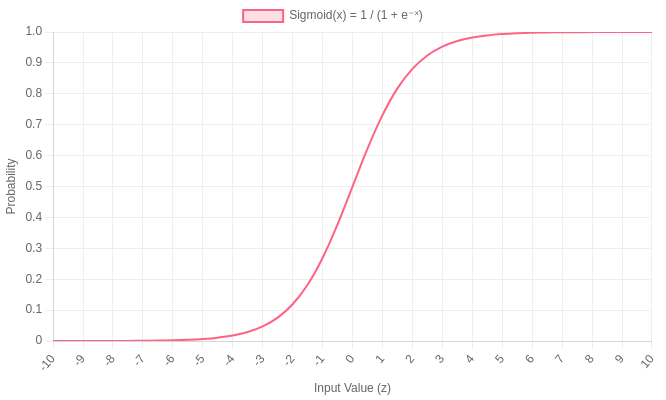 Sigmoid(x) = 1 / (1 + e⁻ˣ)
1.0
0.9
0.8
0.7
0.6
0.5
0.4
0.3
0.2
0.1
0
Probability
-10 -9 -8 -7 -6 -5 -4 -3 -2 -1 0 1 2 3 4 5 6 7 8 9 10
Input Value (z)